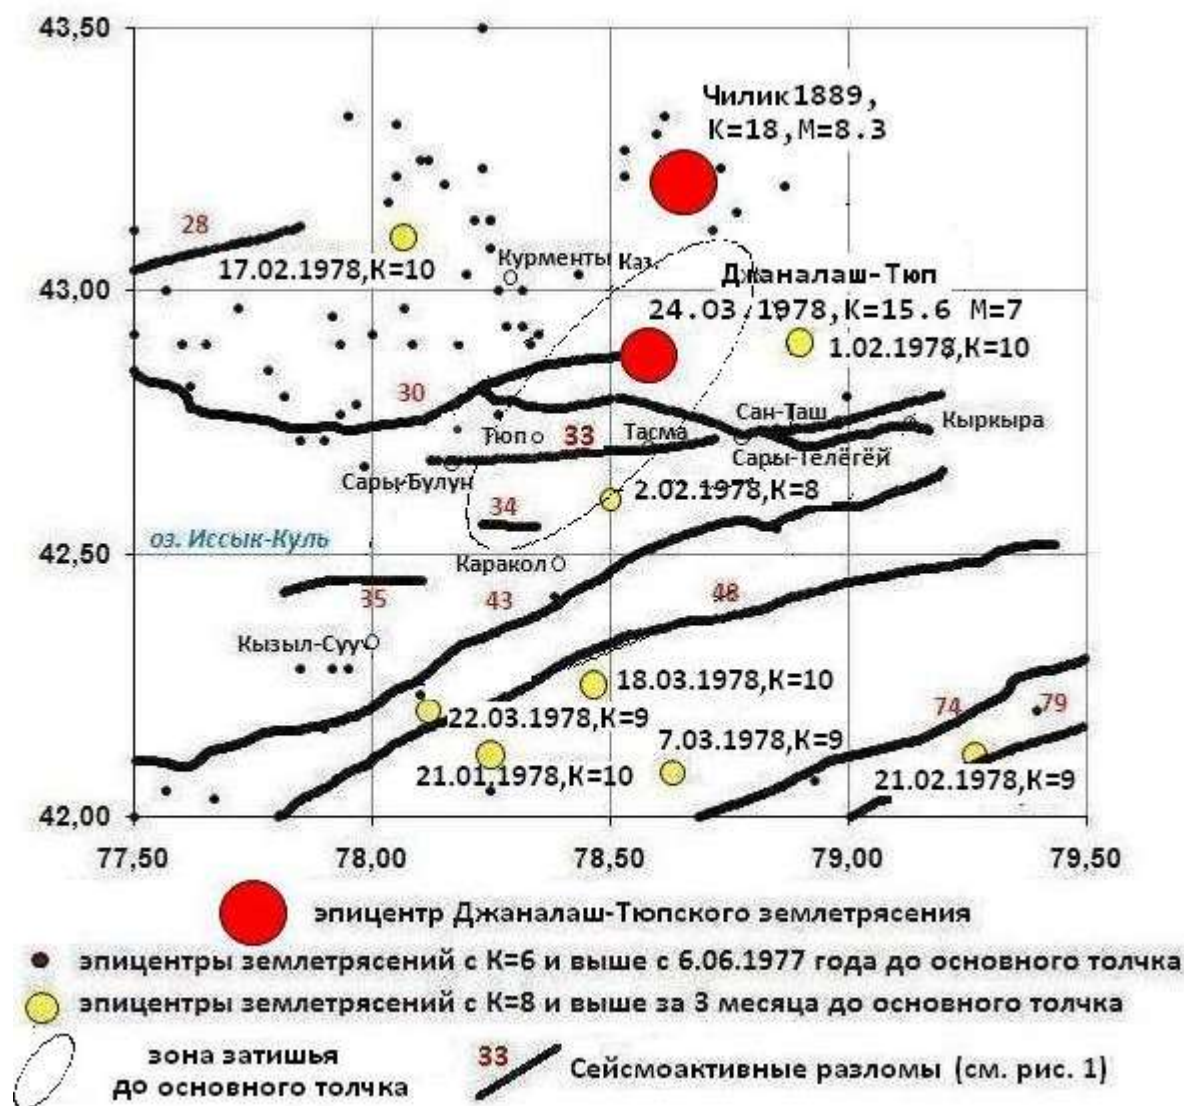 43,50
Чилик 1889,
K=18, M=8.3
28
17.02.1978,K=10
Курменты Каз.
43,00
Джаналаш-Тюп
24.03.1978,K=15.6 M=7
1.02.1978,K=10
30
Тюп
33
Тасма
Сан-Таш
Кыркыра
Сары-Булун
Сары-Телёгёй
34
2.02.1978,K=8
оз. Иссык-Куль
42,50
Каракол
35
43
48
Кызыл-Суу
18.03.1978,K=10
22.03.1978,K=9
7.03.1978,K=9
74
79
21.01.1978,K=10
21.02.1978,K=9
42,00
77,50
78,00
78,50
79,00
79,50
эпицентр Джаналаш-Тюпского землетрясения
эпицентры землетрясений с К=6 и выше с 6.06.1977 года до основного толчка
эпицентры землетрясений с К=8 и выше за 3 месяца до основного толчка
зона затишья
до основного толчка
33
Сейсмоактивные разломы (см. рис. 1)